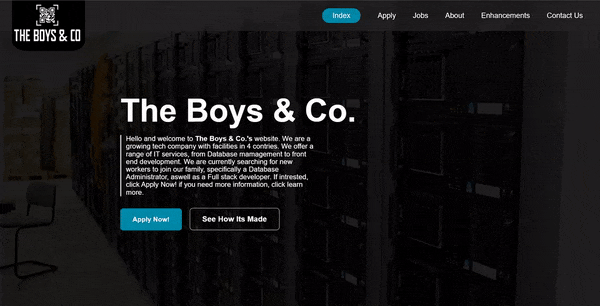 THE BOYS & CO
Index Apply Jobs About Enhancements Contact Us
The Boys & Co.
Hello and welcome to The Boys & Co.'s website. We are a
growing tech company with facilities in 4 contries. We offer a
range of IT services, from Database mamagement to front
end development. We are currently searching for new
workers to join our family, specifically a Database
Administrator, aswell as a Full stack developer. If intrested,
click Apply Now! if you need more information, click learn
more.
Apply Now! See How Its Made